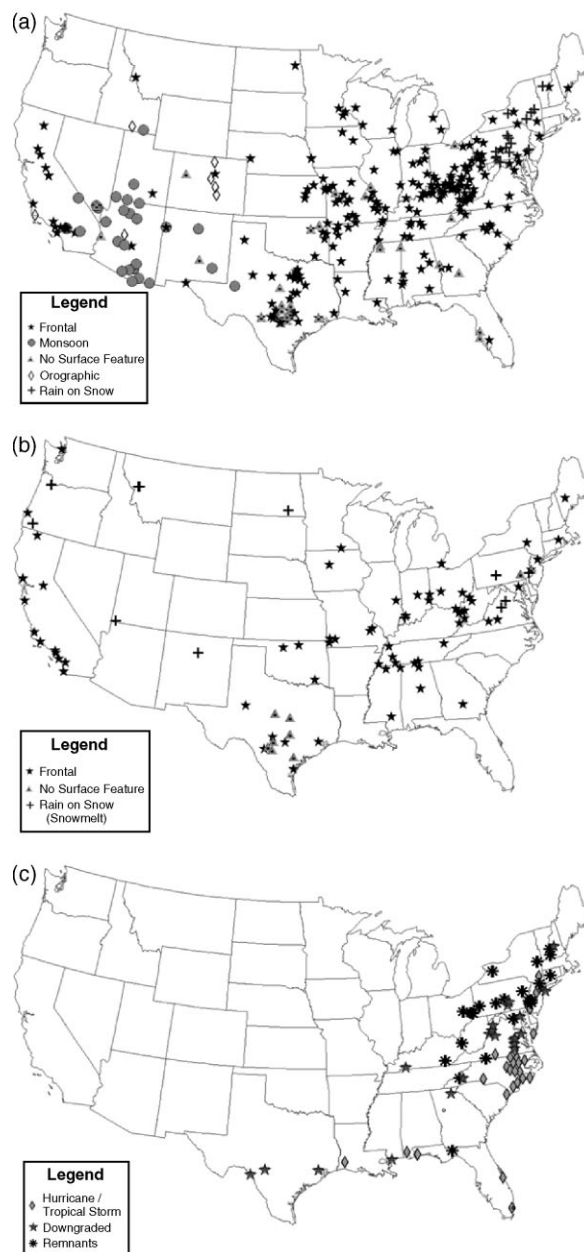 (a)
Legend
Frontal
Monsoon
No Surface Feature
Orographic
Rain on Snow
(b)
Legend
Frontal
No Surface Feature
Rain on Snow
(Snowmelt)
(c)
Legend
Hurricane /
Tropical Storm
Downgraded
Remnants